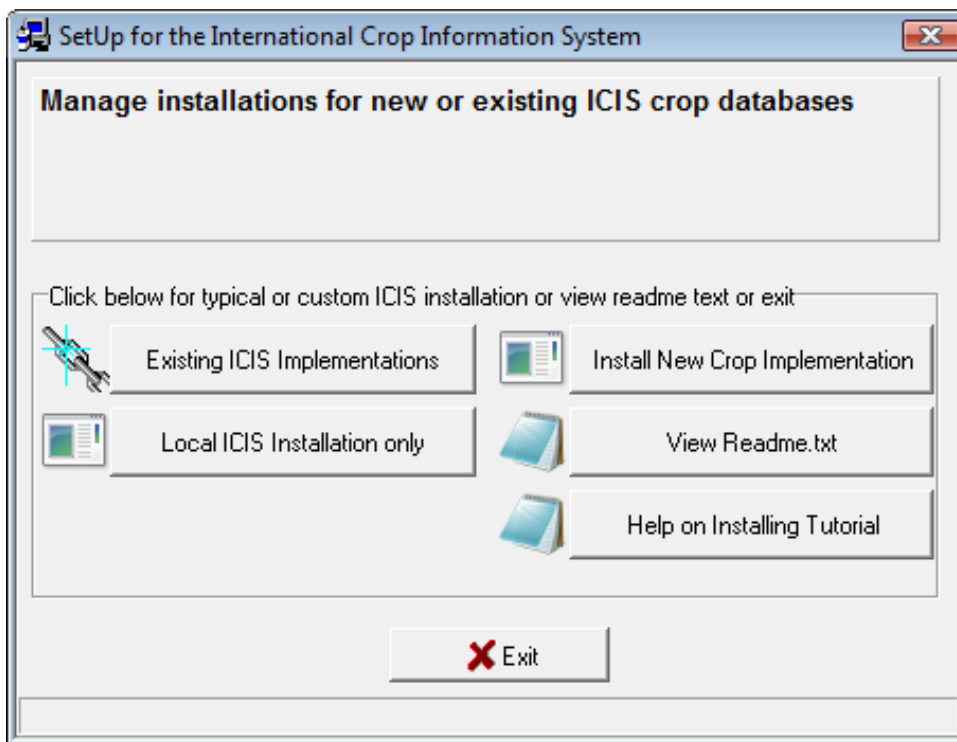 SetUp for the International Crop Information System
Manage installations for new or existing ICIS crop databases
Click below for typical or custom ICIS installation or view readme text or exit
Existing ICIS Implementations
Install New Crop Implementation
Local ICIS Installation only
View Readme.txt
Help on Installing Tutorial
Exit